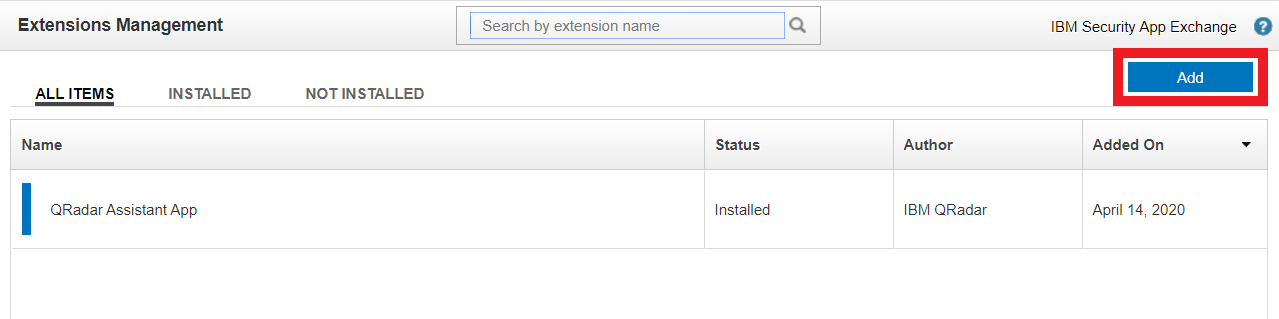 Extensions Management
Search by extension name
IBM Security App Exchange
?
Add
ALL ITEMS
INSTALLED
NOT INSTALLED
Name Status Author Added On
QRadar Assistant App Installed IBM QRadar April 14, 2020